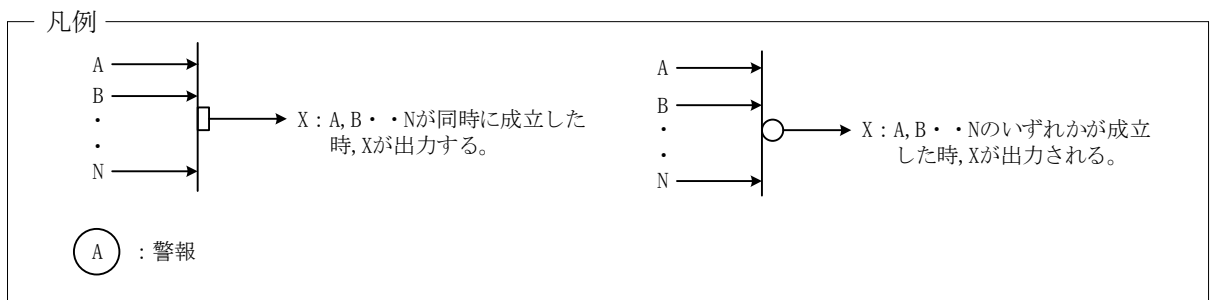 凡例
A
B
・
・
N
X：A,B・・Nが同時に成立した
時,Xが出力する。
A
B
・
・
N
X：A,B・・Nのいずれかが成立
した時,Xが出力される。
A
：警報